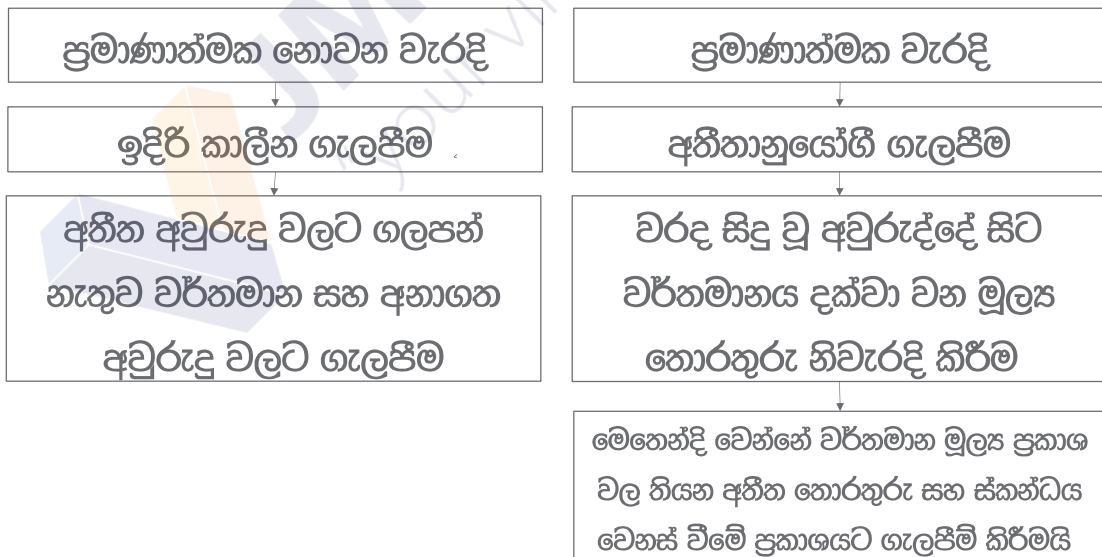 ප්‍රමාණාත්මක නොවන වැරදි
ඉදිරි කාලීන ගැලපීම
අතීත අවුරුදු වලට ගලපන්
නැතුව වර්තමාන සහ අනාගත
අවුරුදු වලට ගැලපීම
ප්‍රමාණාත්මක වැරදි
අතීතානුයෝගී ගැලපීම
වරද සිදු වූ අවුරුද්දේ සිට
වර්තමානය දක්වා වන මූල්‍ය
තොරතුරු නිවැරදි කිරීම
මෙතෙන්දි වෙන්නේ වර්තමාන මූල්‍ය ප්‍රකාශ
වල තියන අතීත තොරතුරු සහ ස්කන්ධය
වෙනස් වීමේ ප්‍රකාශයට ගැලපීම් කිරීමයි